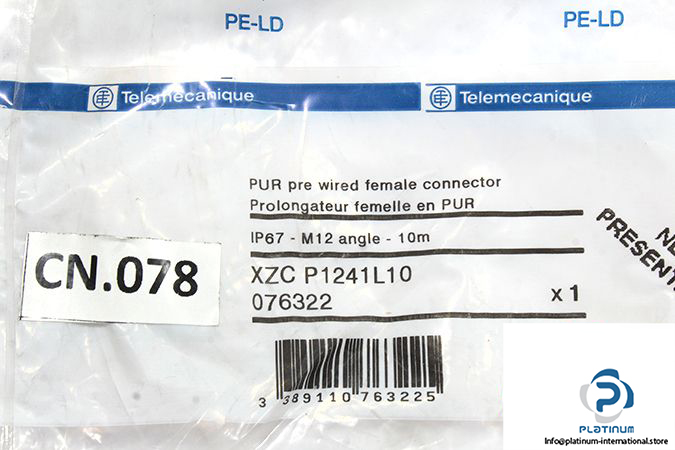 PE-LD
PE-LD
Telemecanique
Telemecanique
PUR pre wired female connector
Prolongateur femelle en PUR
IP67 - M12 angle - 10m
XZC P1241L10
076322
x 1
CN.078
3 389110 763225
PLATINUM
Info@platinum-international.store